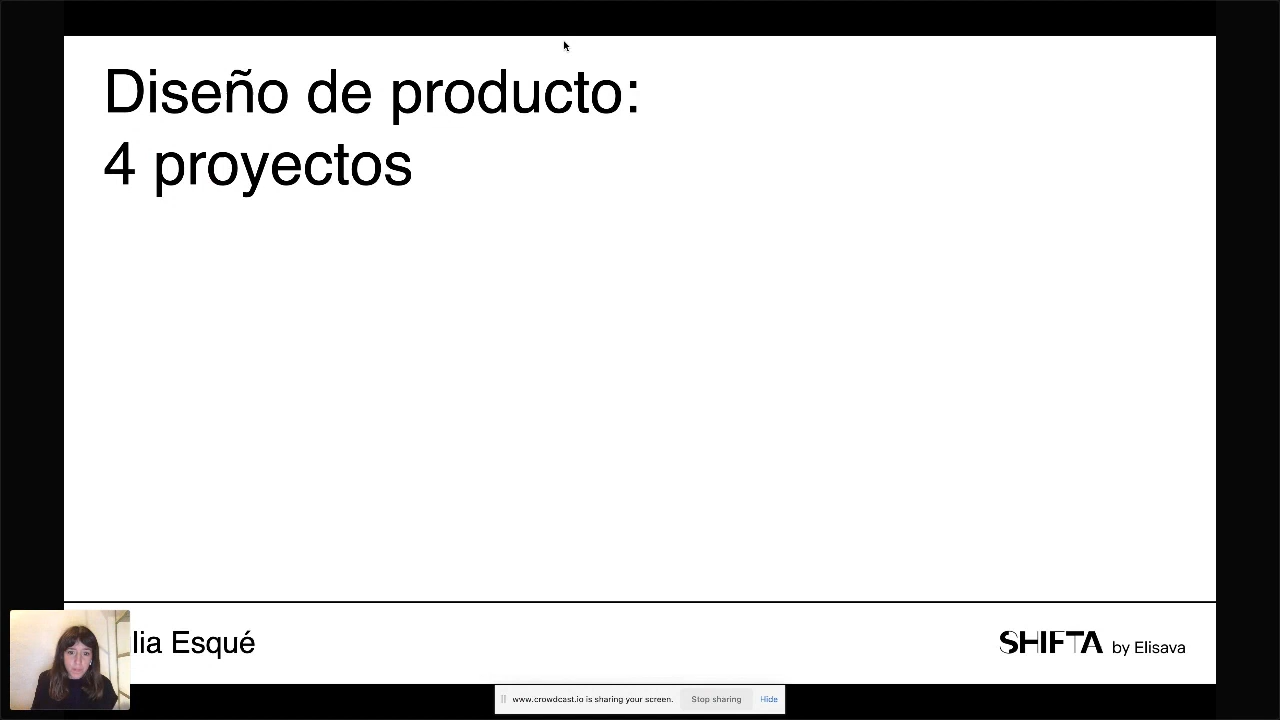 Diseño de producto:
4 proyectos
lia Esqué
SHIFTA by Elisava
www.crowdcast.io is sharing your screen. Stop sharing Hide